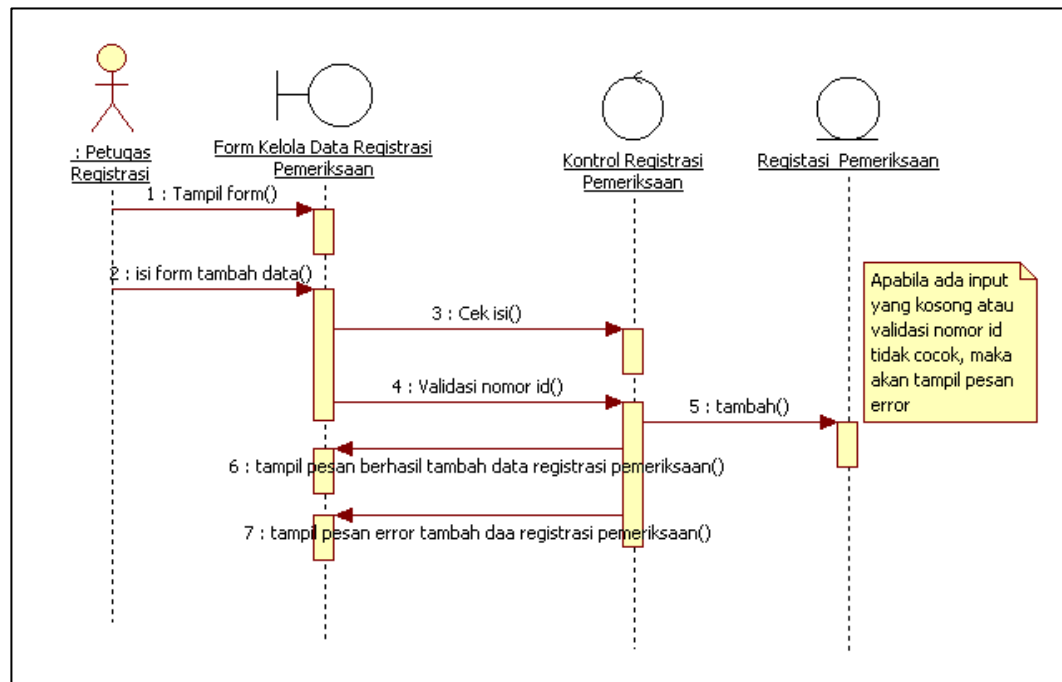 : Petugas
Registrasi
Form Kelola Data Registrasi
Pemeriksaan
Kontrol Registrasi
Pemeriksaan
Registasi Pemeriksaan
1 : Tampil form()
2 : isi form tambah data()
3 : Cek isi()
4 : Validasi nomor id()
5 : tambah()
6 : tampil pesan berhasil tambah data registrasi pemeriksaan()
7 : tampil pesan error tambah daa registrasi pemeriksaan()
Apabila ada input
yang kosong atau
validasi nomor id
tidak cocok, maka
akan tampil pesan
error